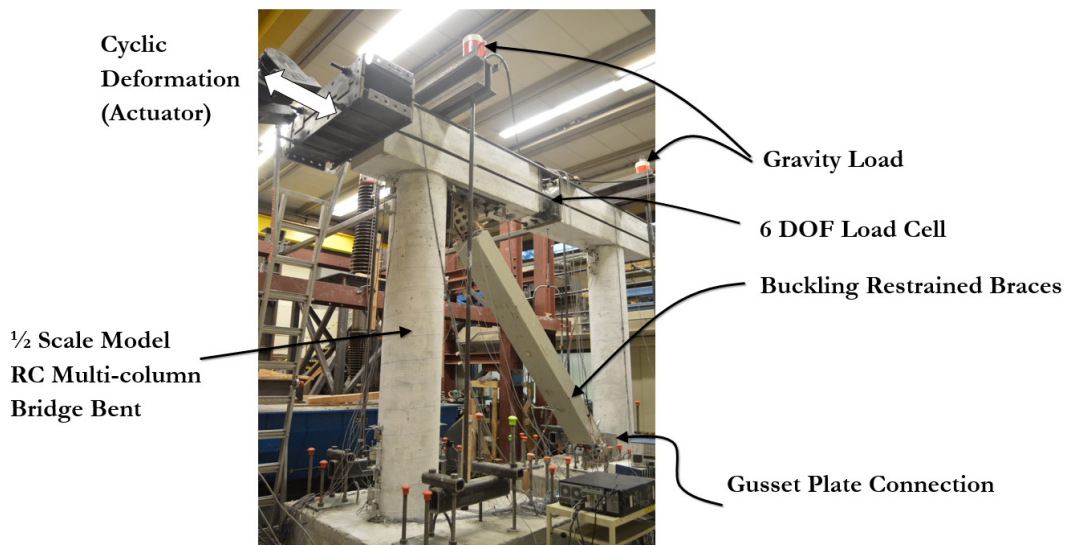 Cyclic
Deformation
(Actuator)
Gravity Load
6 DOF Load Cell
Buckling Restrained Braces
½ Scale Model
RC Multi-column
Bridge Bent
Gusset Plate Connection